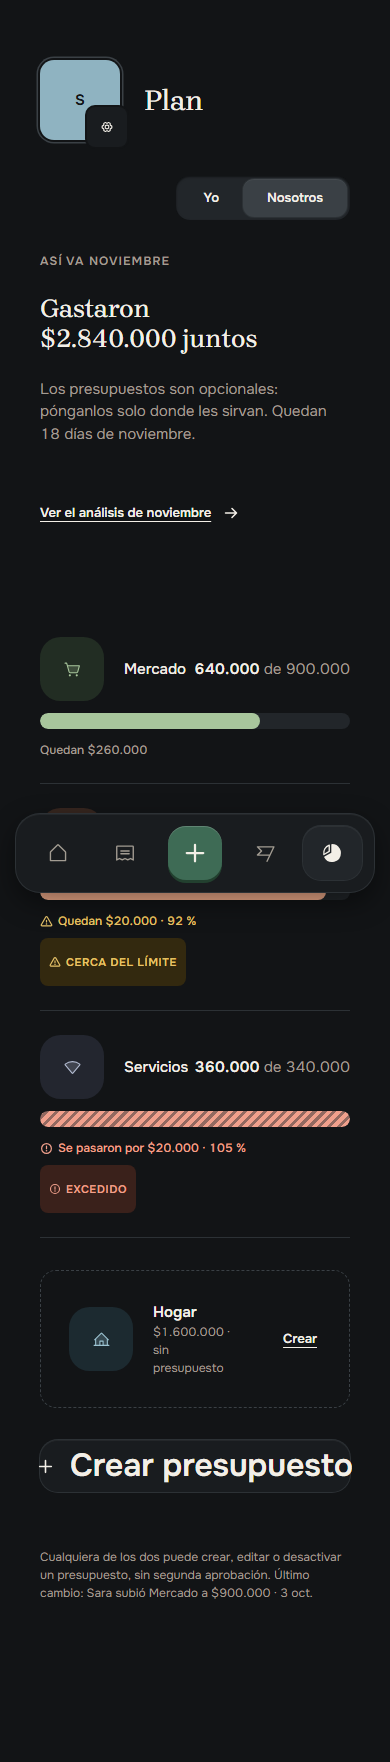 S
Plan
Yo
Nosotros
ASÍ VA NOVIEMBRE
Gastaron
$2.840.000 juntos
Los presupuestos son opcionales:
pónganlos solo donde les sirvan. Quedan
18 días de noviembre.
Ver el análisis de noviembre →
Mercado 640.000 de 900.000
Quedan $260.000
Quedan $20.000 · 92 %
CERCA DEL LÍMITE
Servicios 360.000 de 340.000
Se pasaron por $20.000 · 105 %
EXCEDIDO
Hogar
$1.600.000 ·
sin
presupuesto
Crear
+ Crear presupuesto
Cualquiera de los dos puede crear, editar o desactivar
un presupuesto, sin segunda aprobación. Último
cambio: Sara subió Mercado a $900.000 · 3 oct.